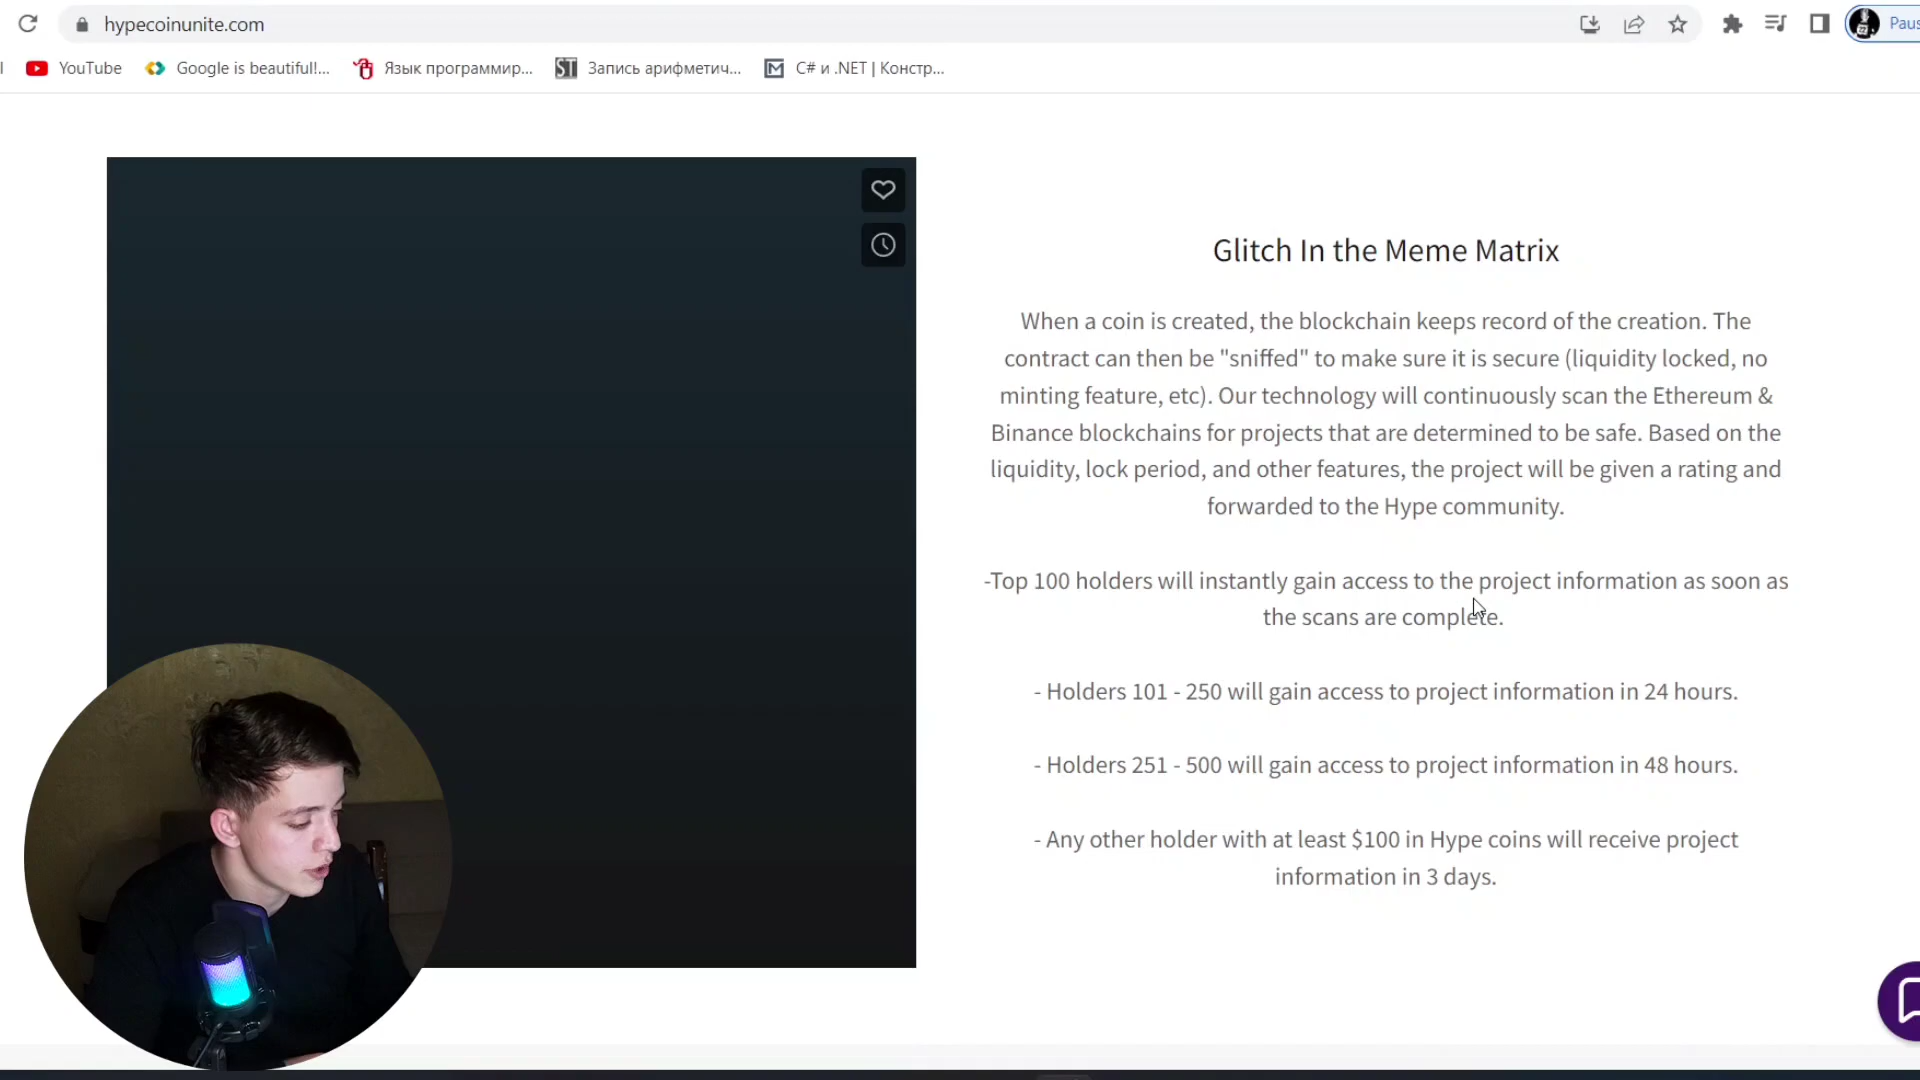 hypecoinunite.com
Paus
YouTube
Google is beautiful!...
Язык программир...
ST
Запись арифметич...
C# и .NET | Констр...
Glitch In the Meme Matrix
When a coin is created, the blockchain keeps record of the creation. The
contract can then be "sniffed" to make sure it is secure (liquidity locked, no
minting feature, etc). Our technology will continuously scan the Ethereum &
Binance blockchains for projects that are determined to be safe. Based on the
liquidity, lock period, and other features, the project will be given a rating and
forwarded to the Hype community.
-Top 100 holders will instantly gain access to the project information as soon as
the scans are complete.
- Holders 101 - 250 will gain access to project information in 24 hours.
- Holders 251 - 500 will gain access to project information in 48 hours.
- Any other holder with at least $100 in Hype coins will receive project
information in 3 days.